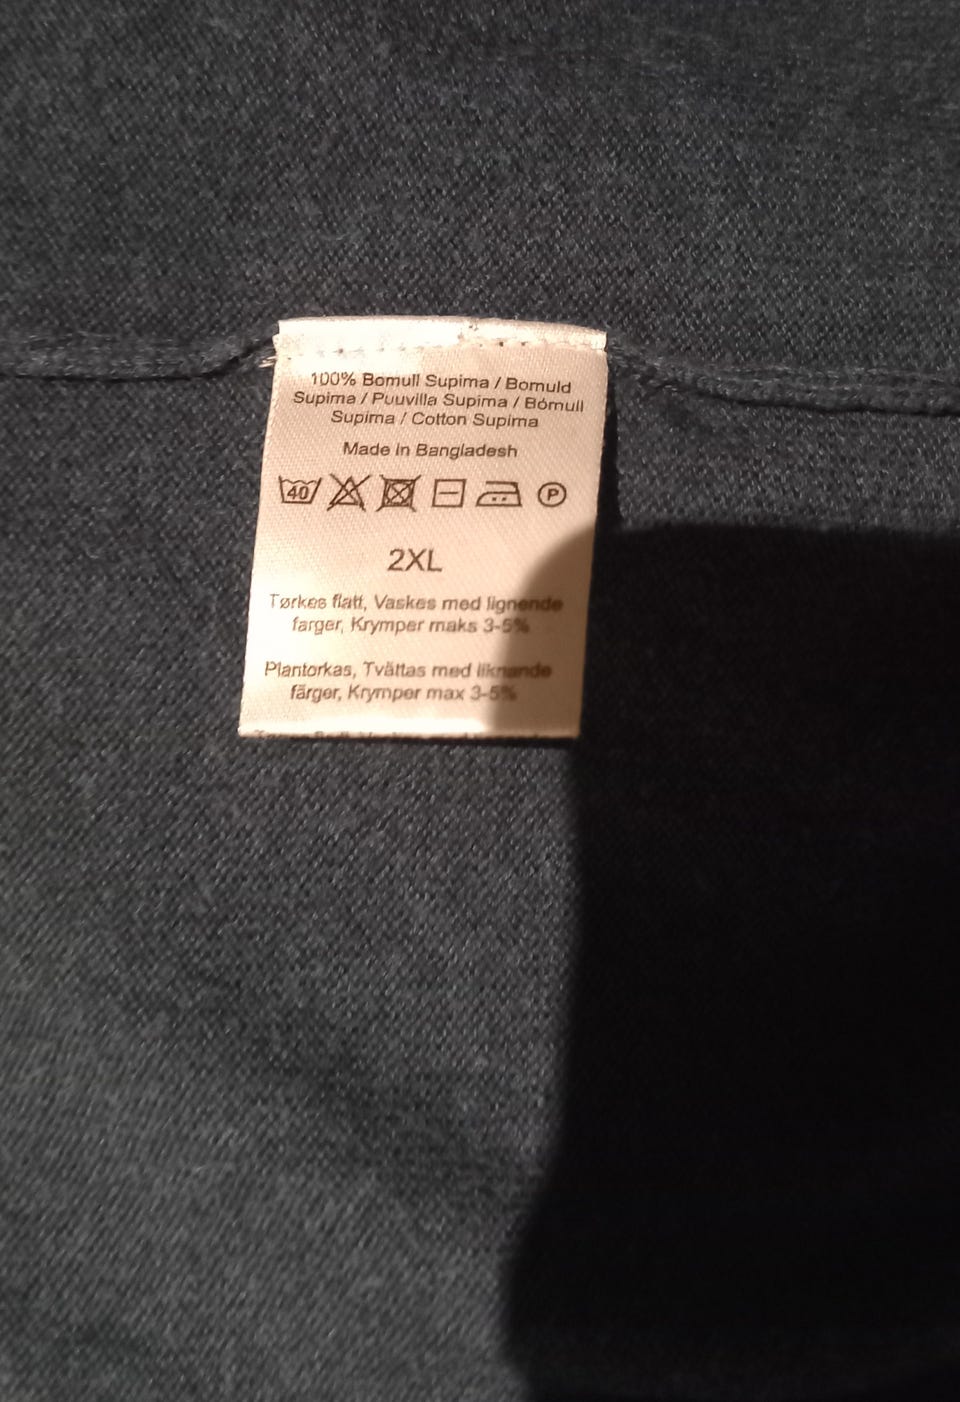 100% Bomull Supima / Bomuld
Supima / Puuvilla Supima / Bómull
Supima / Cotton Supima
Made in Bangladesh
40 P
2XL
Tørkes flatt, Vaskes med lignende
farger, Krymper maks 3-5%
Plantorkas, Tvättas med liknande
färger, Krymper max 3-5%